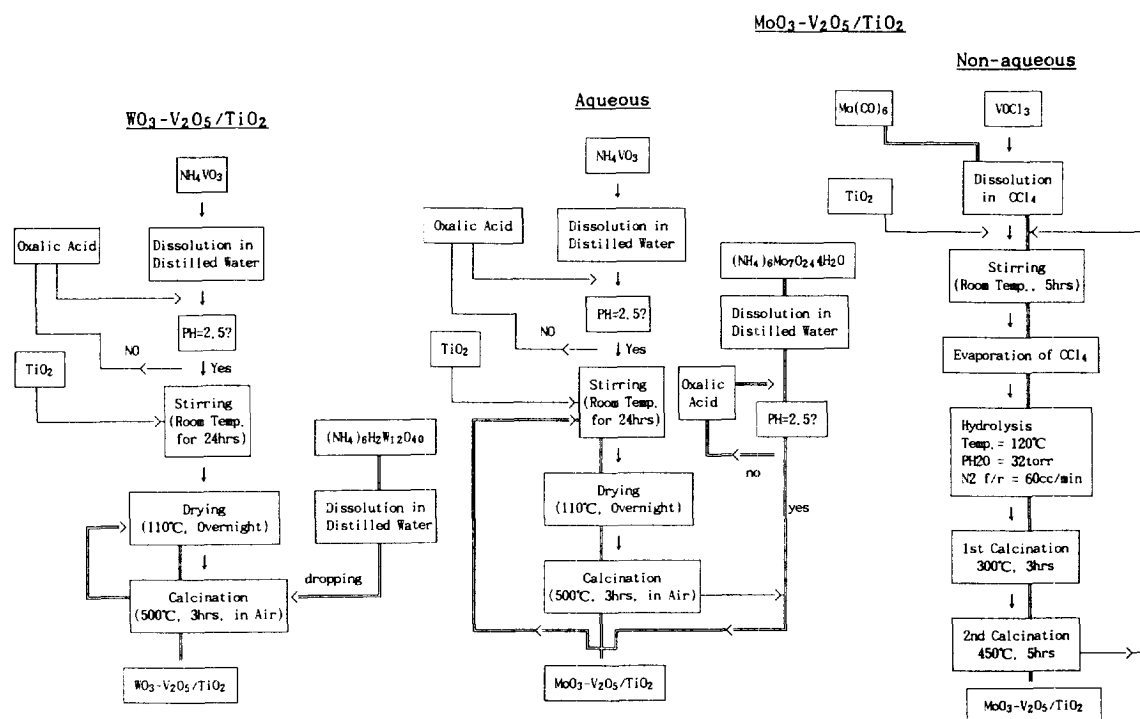 MoO3-V2O5/TiO2
WO3-V2O5/TiO2
NH4VO3
Oxalic Acid
Dissolution in
Distilled Water
PH=2.5?
NO
Yes
TiO2
Stirring
(Room Temp.
for 24hrs)
(NH4)6H2W12O40
Dissolution in
Distilled Water
Drying
(110℃, Overnight)
dropping
Calcination
(500℃, 3hrs, in Air)
WO3-V2O5/TiO2
Aqueous
NH4VO3
Oxalic Acid
Dissolution in
Distilled Water
PH=2.5?
NO
Yes
TiO2
Stirring
(Room Temp.
for 24hrs)
(NH4)6Mo7O244H2O
Dissolution in
Distilled Water
Oxalic
Acid
PH=2.5?
no
yes
Drying
(110℃, Overnight)
Calcination
(500℃, 3hrs, in Air)
MoO3-V2O5/TiO2
Non-aqueous
Mo(CO)6
VOCl3
Dissolution
in CCl4
TiO2
Stirring
(Room Temp., 5hrs)
Evaporation of CCl4
Hydrolysis
Temp.= 120℃
PH2O = 32torr
N2 f/r = 60cc/min
1st Calcination
300℃, 3hrs
2nd Calcination
450℃, 5hrs
MoO3-V2O5/TiO2